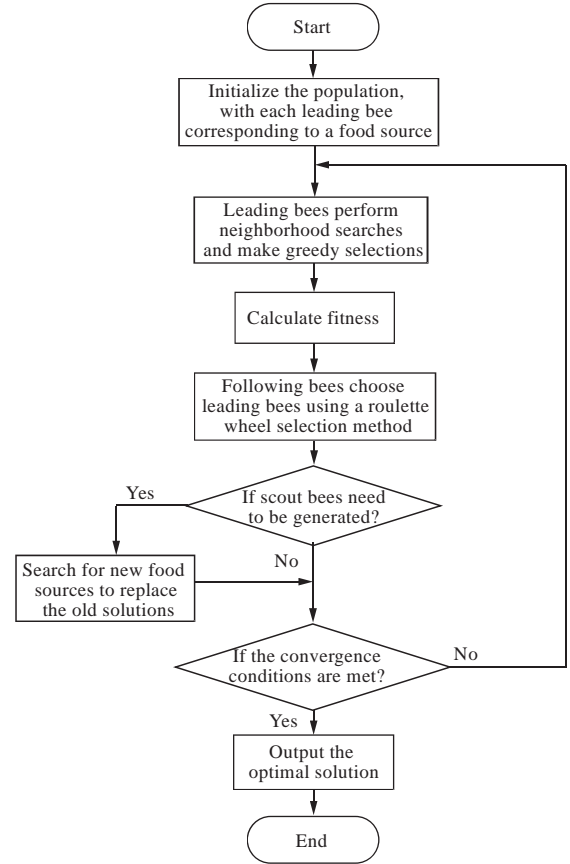 Start
Initialize the population,
with each leading bee
corresponding to a food source
Leading bees perform
neighborhood searches
and make greedy selections
Calculate fitness
Following bees choose
leading bees using a roulette
wheel selection method
If scout bees need
to be generated?
Yes
No
Search for new food
sources to replace
the old solutions
If the convergence
conditions are met?
No
Yes
Output the
optimal solution
End